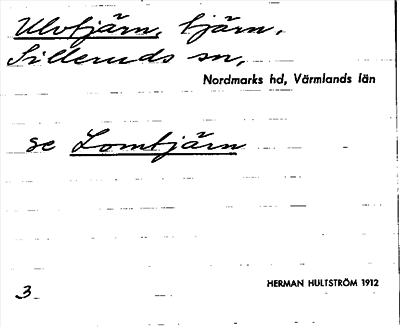 Ulvtjärn, tjärn,
Silleruds sn,
Nordmarks hd, Värmlands län
se Lomtjärn
HERMAN HULTSTRÖM 1912
3